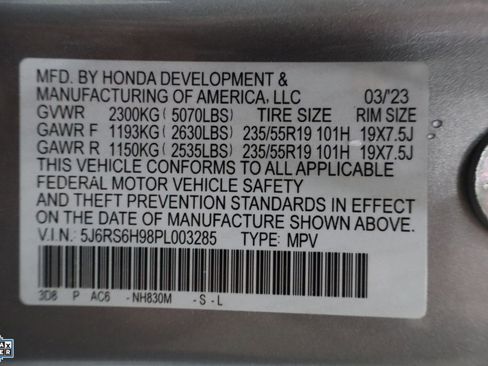 MFD. BY HONDA DEVELOPMENT &
MANUFACTURING OF AMERICA, LLC 03/'23
GVWR 2300KG (5070LBS) TIRE SIZE RIM SIZE
GAWR F 1193KG (2630LBS) 235/55R19 101H 19X7.5J
GAWR R 1150KG (2535LBS) 235/55R19 101H 19X7.5J
THIS VEHICLE CONFORMS TO ALL APPLICABLE
FEDERAL MOTOR VEHICLE SAFETY
AND THEFT PREVENTION STANDARDS IN EFFECT
ON THE DATE OF MANUFACTURE SHOWN ABOVE.
V.I.N.: 5J6RS6H98PL003285 TYPE: MPV
3D8 P AC6 -NH830M -S-L